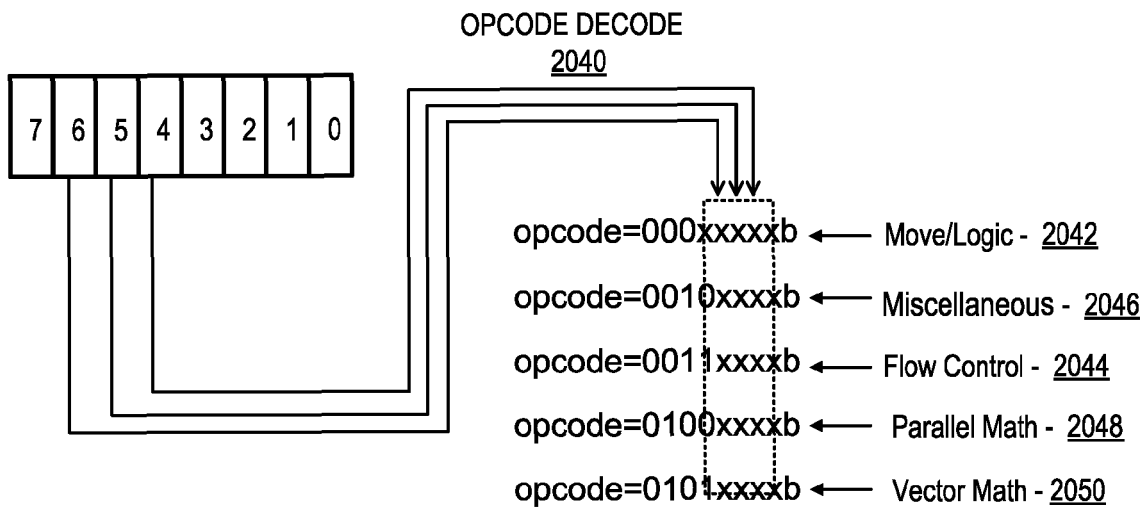 OPCODE DECODE
2040
7 6 5 4 3 2 1 0
opcode=000xxxxxb Move/Logic - 2042
opcode=0010xxxxb Miscellaneous - 2046
opcode=0011xxxxb Flow Control - 2044
opcode=0100xxxxb Parallel Math - 2048
opcode=0101xxxxb Vector Math - 2050